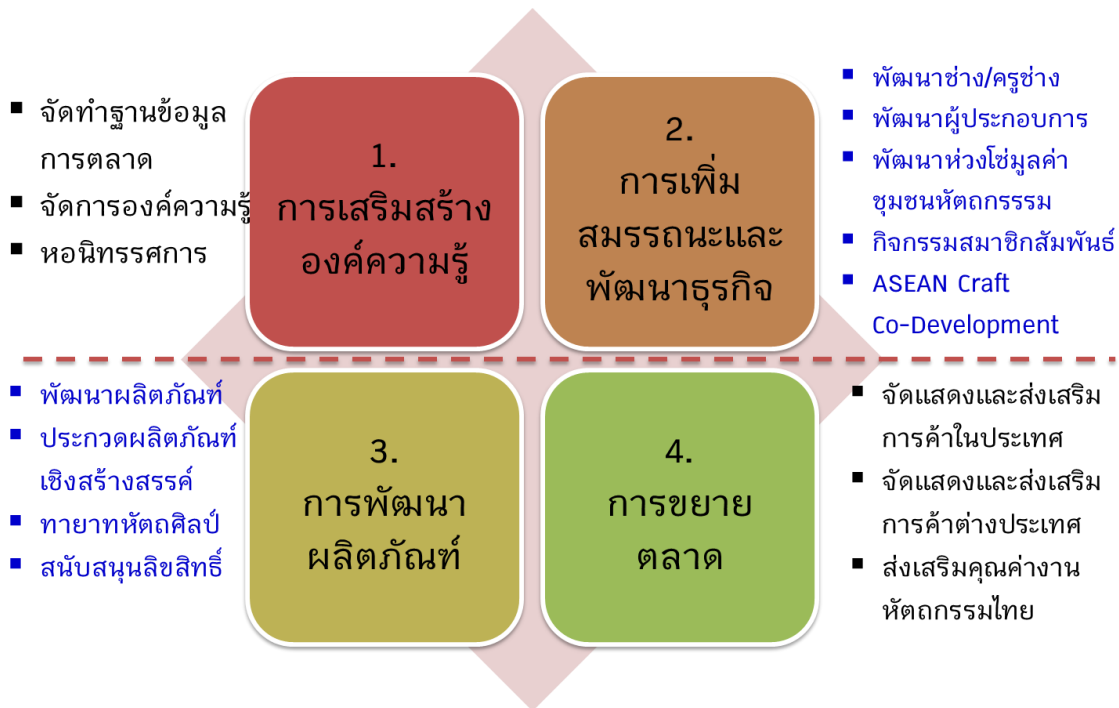 ■ จัดทำฐานข้อมูล
การตลาด
■ จัดการองค์ความรู้
■ หอนิทรรศการ
1.
การเสริมสร้าง
องค์ความรู้
2.
การเพิ่ม
สมรรถนะและ
พัฒนาธุรกิจ
■ พัฒนาช่าง/ครูช่าง
■ พัฒนาผู้ประกอบการ
■ พัฒนาห่วงโซ่มูลค่า
ชุมชนหัตถกรรรม
■ กิจกรรมสมาชิกสัมพันธ์
■ ASEAN Craft
Co-Development
■ พัฒนาผลิตภัณฑ์
■ ประกวดผลิตภัณฑ์
เชิงสร้างสรรค์
■ ทายาทหัตถศิลป์
■ สนับสนุนลิขสิทธิ์
3.
การพัฒนา
ผลิตภัณฑ์
4.
การขยาย
ตลาด
■ จัดแสดงและส่งเสริม
การค้าในประเทศ
■ จัดแสดงและส่งเสริม
การค้าต่างประเทศ
■ ส่งเสริมคุณค่างาน
หัตถกรรมไทย